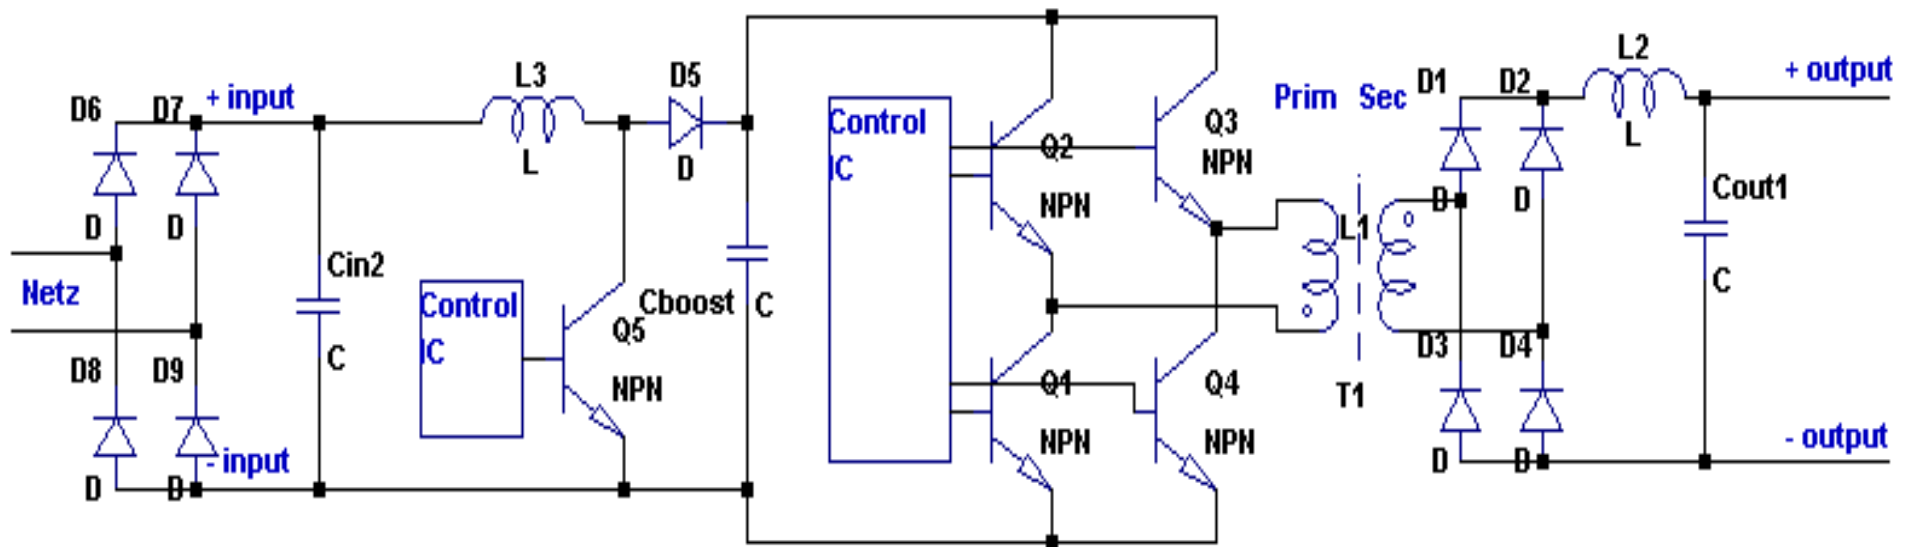 D6 D7 + input
L3
D5
D1 D2
L2
+ output
Prim Sec
Control
IC
Q3
NPN
Q2
L
D
D D
NPN
D D
Cout1
L1
C
Netz
Cin2
Control
IC
Cboost C
Q5
C
NPN
D8 D9
D3 D4
T1
Q1
Q4
NPN
NPN
- input
D D
D D
- output